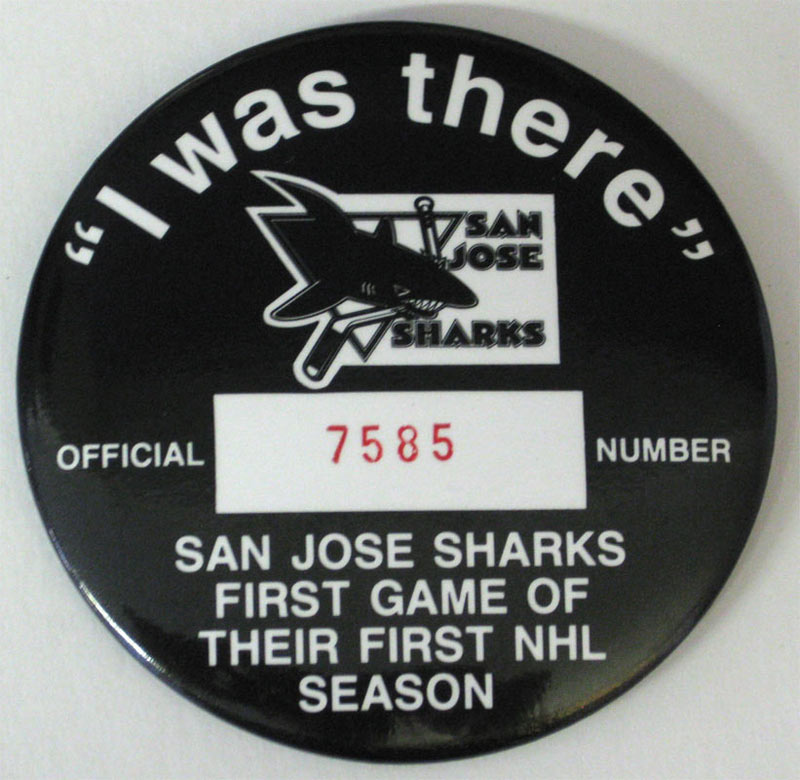 “I was there”
SAN
JOSE
SHARKS
OFFICIAL 7585 NUMBER
SAN JOSE SHARKS
FIRST GAME OF
THEIR FIRST NHL
SEASON